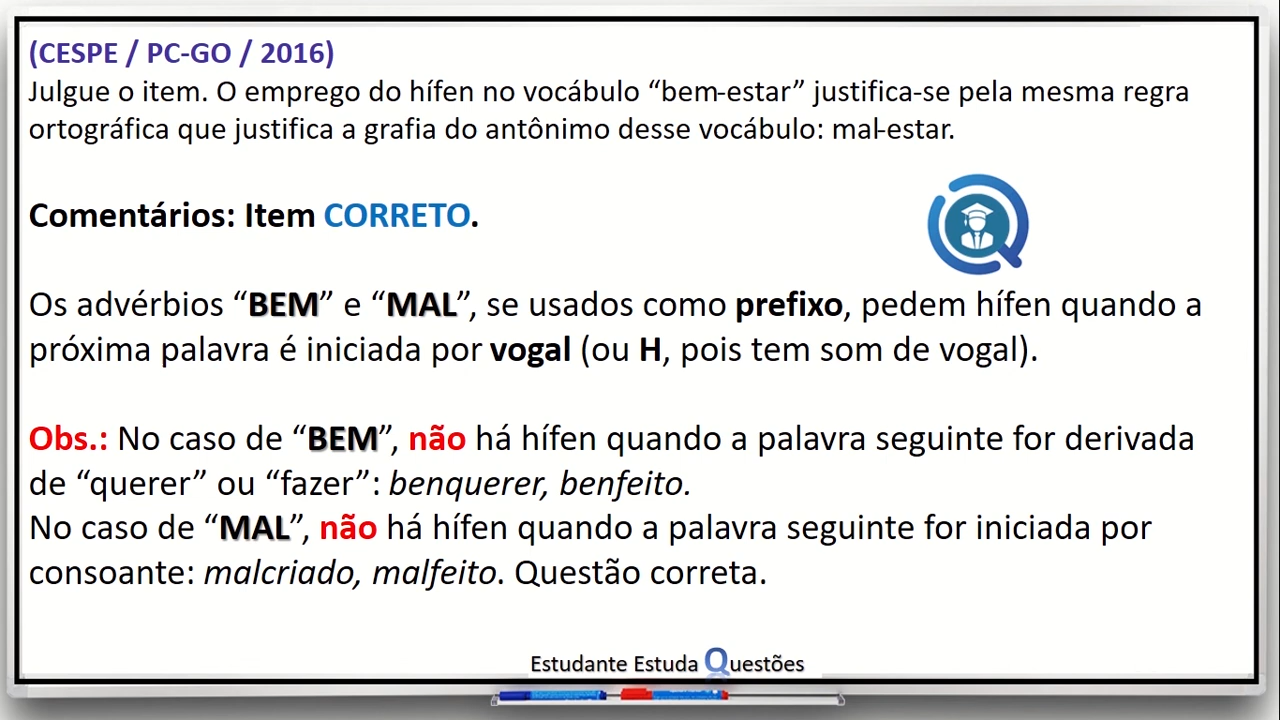 (CESPE / PC-GO / 2016)
Julgue o item. O emprego do hífen no vocábulo “bem-estar” justifica-se pela mesma regra
ortográfica que justifica a grafia do antônimo desse vocábulo: mal-estar.
Comentários: Item CORRETO.
Os advérbios “BEM” e “MAL”, se usados como prefixo, pedem hífen quando a
próxima palavra é iniciada por vogal (ou H, pois tem som de vogal).
Obs.: No caso de “BEM”, não há hífen quando a palavra seguinte for derivada
de “querer” ou “fazer”: benquerer, benfeito.
No caso de “MAL”, não há hífen quando a palavra seguinte for iniciada por
consoante: malcriado, malfeito. Questão correta.
Estudante Estuda Questões